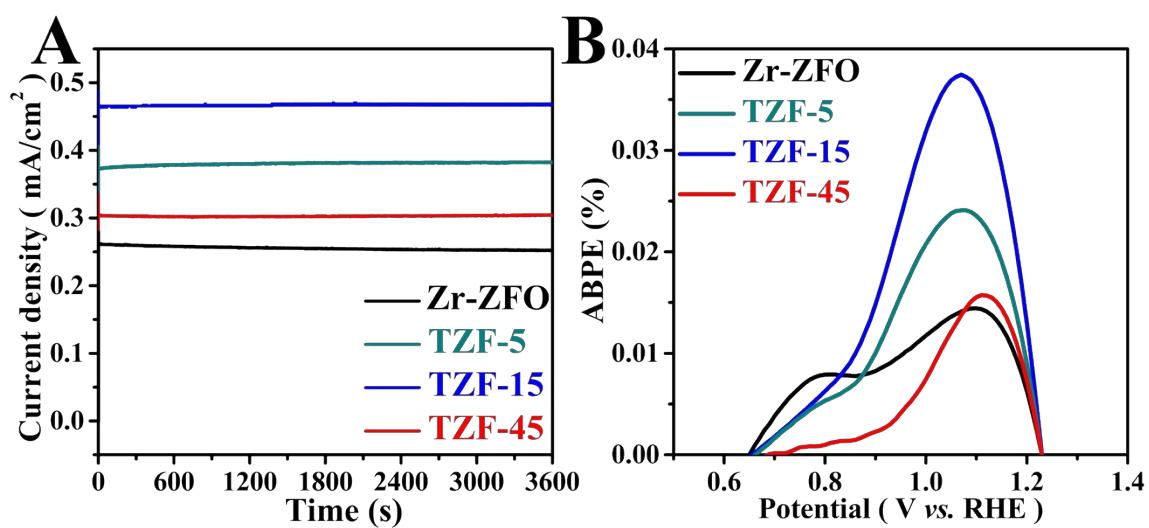 A
Current density ( mA/cm²)
0.5
0.4
0.3
0.2
0.1
0.0
Zr-ZFO
TZF-5
TZF-15
TZF-45
0 600 1200 1800 2400 3000 3600
Time (s)
B
ABPE (%)
0.04
0.03
0.02
0.01
0.00
Zr-ZFO
TZF-5
TZF-15
TZF-45
0.6 0.8 1.0 1.2 1.4
Potential ( V vs. RHE )